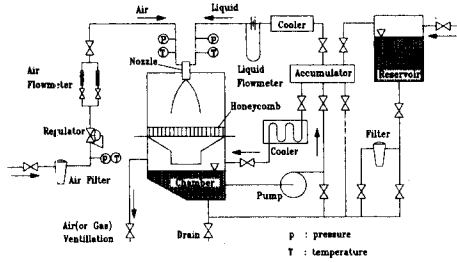 Air
Liquid
Cooler
P
T
P
T
Nozzle
Air
Flowmeter
Liquid
Flowmeter
Accumulator
Reservoir
Honeycomb
Regulator
P T
Cooler
Filter
Air Filter
Chamber
Pump
Air(or Gas)
Ventillation
Drain
P : pressure
T : temperature